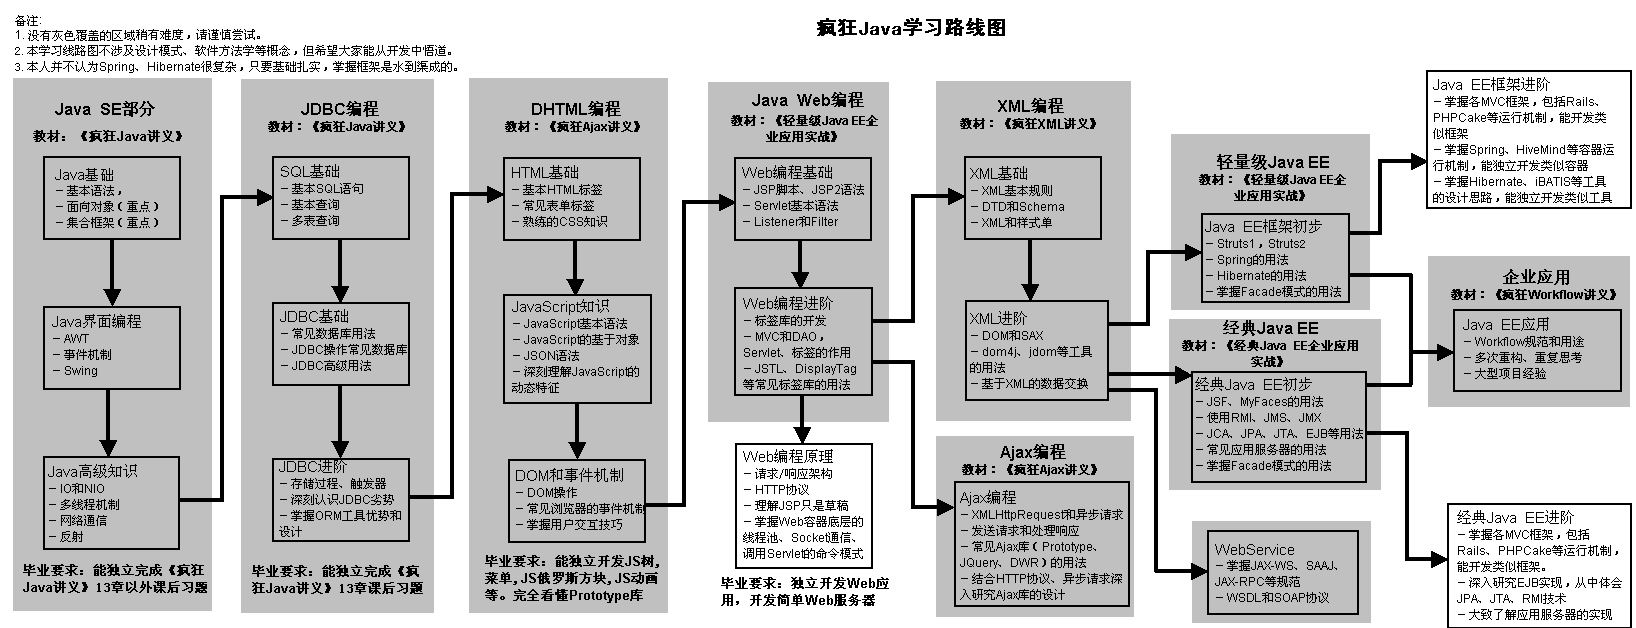 备注:
1. 没有灰色覆盖的区域稍有难度，请谨慎尝试。
2. 本学习线路图不涉及设计模式、软件方法学等概念，但希望大家能从开发中悟道。
3. 本人并不认为Spring、Hibernate很复杂，只要基础扎实，掌握框架是水到渠成的。
疯狂Java学习路线图
Java SE部分
教材：《疯狂Java讲义》
Java基础
－基本语法，
－面向对象（重点）
－集合框架（重点）
Java界面编程
－AWT
－事件机制
－Swing
Java高级知识
－IO和NIO
－多线程机制
－网络通信
－反射
毕业要求：能独立完成《疯狂
Java讲义》13章以外课后习题
JDBC编程
教材：《疯狂Java讲义》
SQL基础
－基本SQL语句
－基本查询
－多表查询
JDBC基础
－常见数据库用法
－JDBC操作常见数据库
－JDBC高级用法
JDBC进阶
－存储过程、触发器
－深刻认识JDBC劣势
－掌握ORM工具优势和
设计
毕业要求：能独立完成《疯
狂Java讲义》13章课后习题
DHTML编程
教材：《疯狂Ajax讲义》
HTML基础
－基本HTML标签
－常见表单标签
－熟练的CSS知识
JavaScript知识
－JavaScript基本语法
－JavaScript的基于对象
－JSON语法
－深刻理解JavaScript的
动态特征
DOM和事件机制
－DOM操作
－常见浏览器的事件机制
－掌握用户交互技巧
毕业要求：能独立开发JS树,
菜单, JS俄罗斯方块, JS动画
等。完全看懂Prototype库
Java Web编程
教材：《轻量级Java EE企
业应用实战》
Web编程基础
－JSP脚本、JSP2语法
－Servlet基本语法
－Listener和Filter
Web编程进阶
－标签库的开发
－MVC和DAO，
Servlet、标签的作用
－JSTL、DisplayTag
等常见标签库的用法
Web编程原理
－请求/响应架构
－HTTP协议
－理解JSP只是草稿
－掌握Web容器底层的
线程池、Socket通信、
调用Servlet的命令模式
毕业要求：独立开发Web应
用，开发简单Web服务器
XML编程
教材：《疯狂XML讲义》
XML基础
－XML基本规则
－DTD和Schema
－XML和样式单
XML进阶
－DOM和SAX
－dom4j、jdom等工具
的用法
－基于XML的数据交换
Ajax编程
教材：《疯狂Ajax讲义》
Ajax编程
－XMLHttpRequest和异步请求
－发送请求和处理响应
－常见Ajax库（Prototype、
JQuery、DWR）的用法
－结合HTTP协议、异步请求深
入研究Ajax库的设计
轻量级Java EE
教材：《轻量级Java EE企
业应用实战》
Java EE框架初步
－Struts1，Struts2
－Spring的用法
－Hibernate的用法
－掌握Facade模式的用法
经典Java EE
教材：《经典Java EE企业应用
实战》
经典Java EE初步
－JSF、MyFaces的用法
－使用RMI、JMS、JMX
－JCA、JPA、JTA、EJB等用法
－常见应用服务器的用法
－掌握Facade模式的用法
WebService
－掌握JAX-WS、SAAJ、
JAX-RPC等规范
－WSDL和SOAP协议
Java EE框架进阶
－掌握各MVC框架，包括Rails、
PHPCake等运行机制，能开发类
似框架
－掌握Spring、HiveMind等容器运
行机制，能独立开发类似容器
－掌握Hibernate、iBATIS等工具
的设计思路，能独立开发类似工具
企业应用
教材：《疯狂Workflow讲义》
Java EE应用
－Workflow规范和用途
－多次重构、重复思考
－大型项目经验
经典Java EE进阶
－掌握各MVC框架，包括
Rails、PHPCake等运行机制，
能开发类似框架。
－深入研究EJB实现，从中体会
JPA、JTA、RMI技术
－大致了解应用服务器的实现